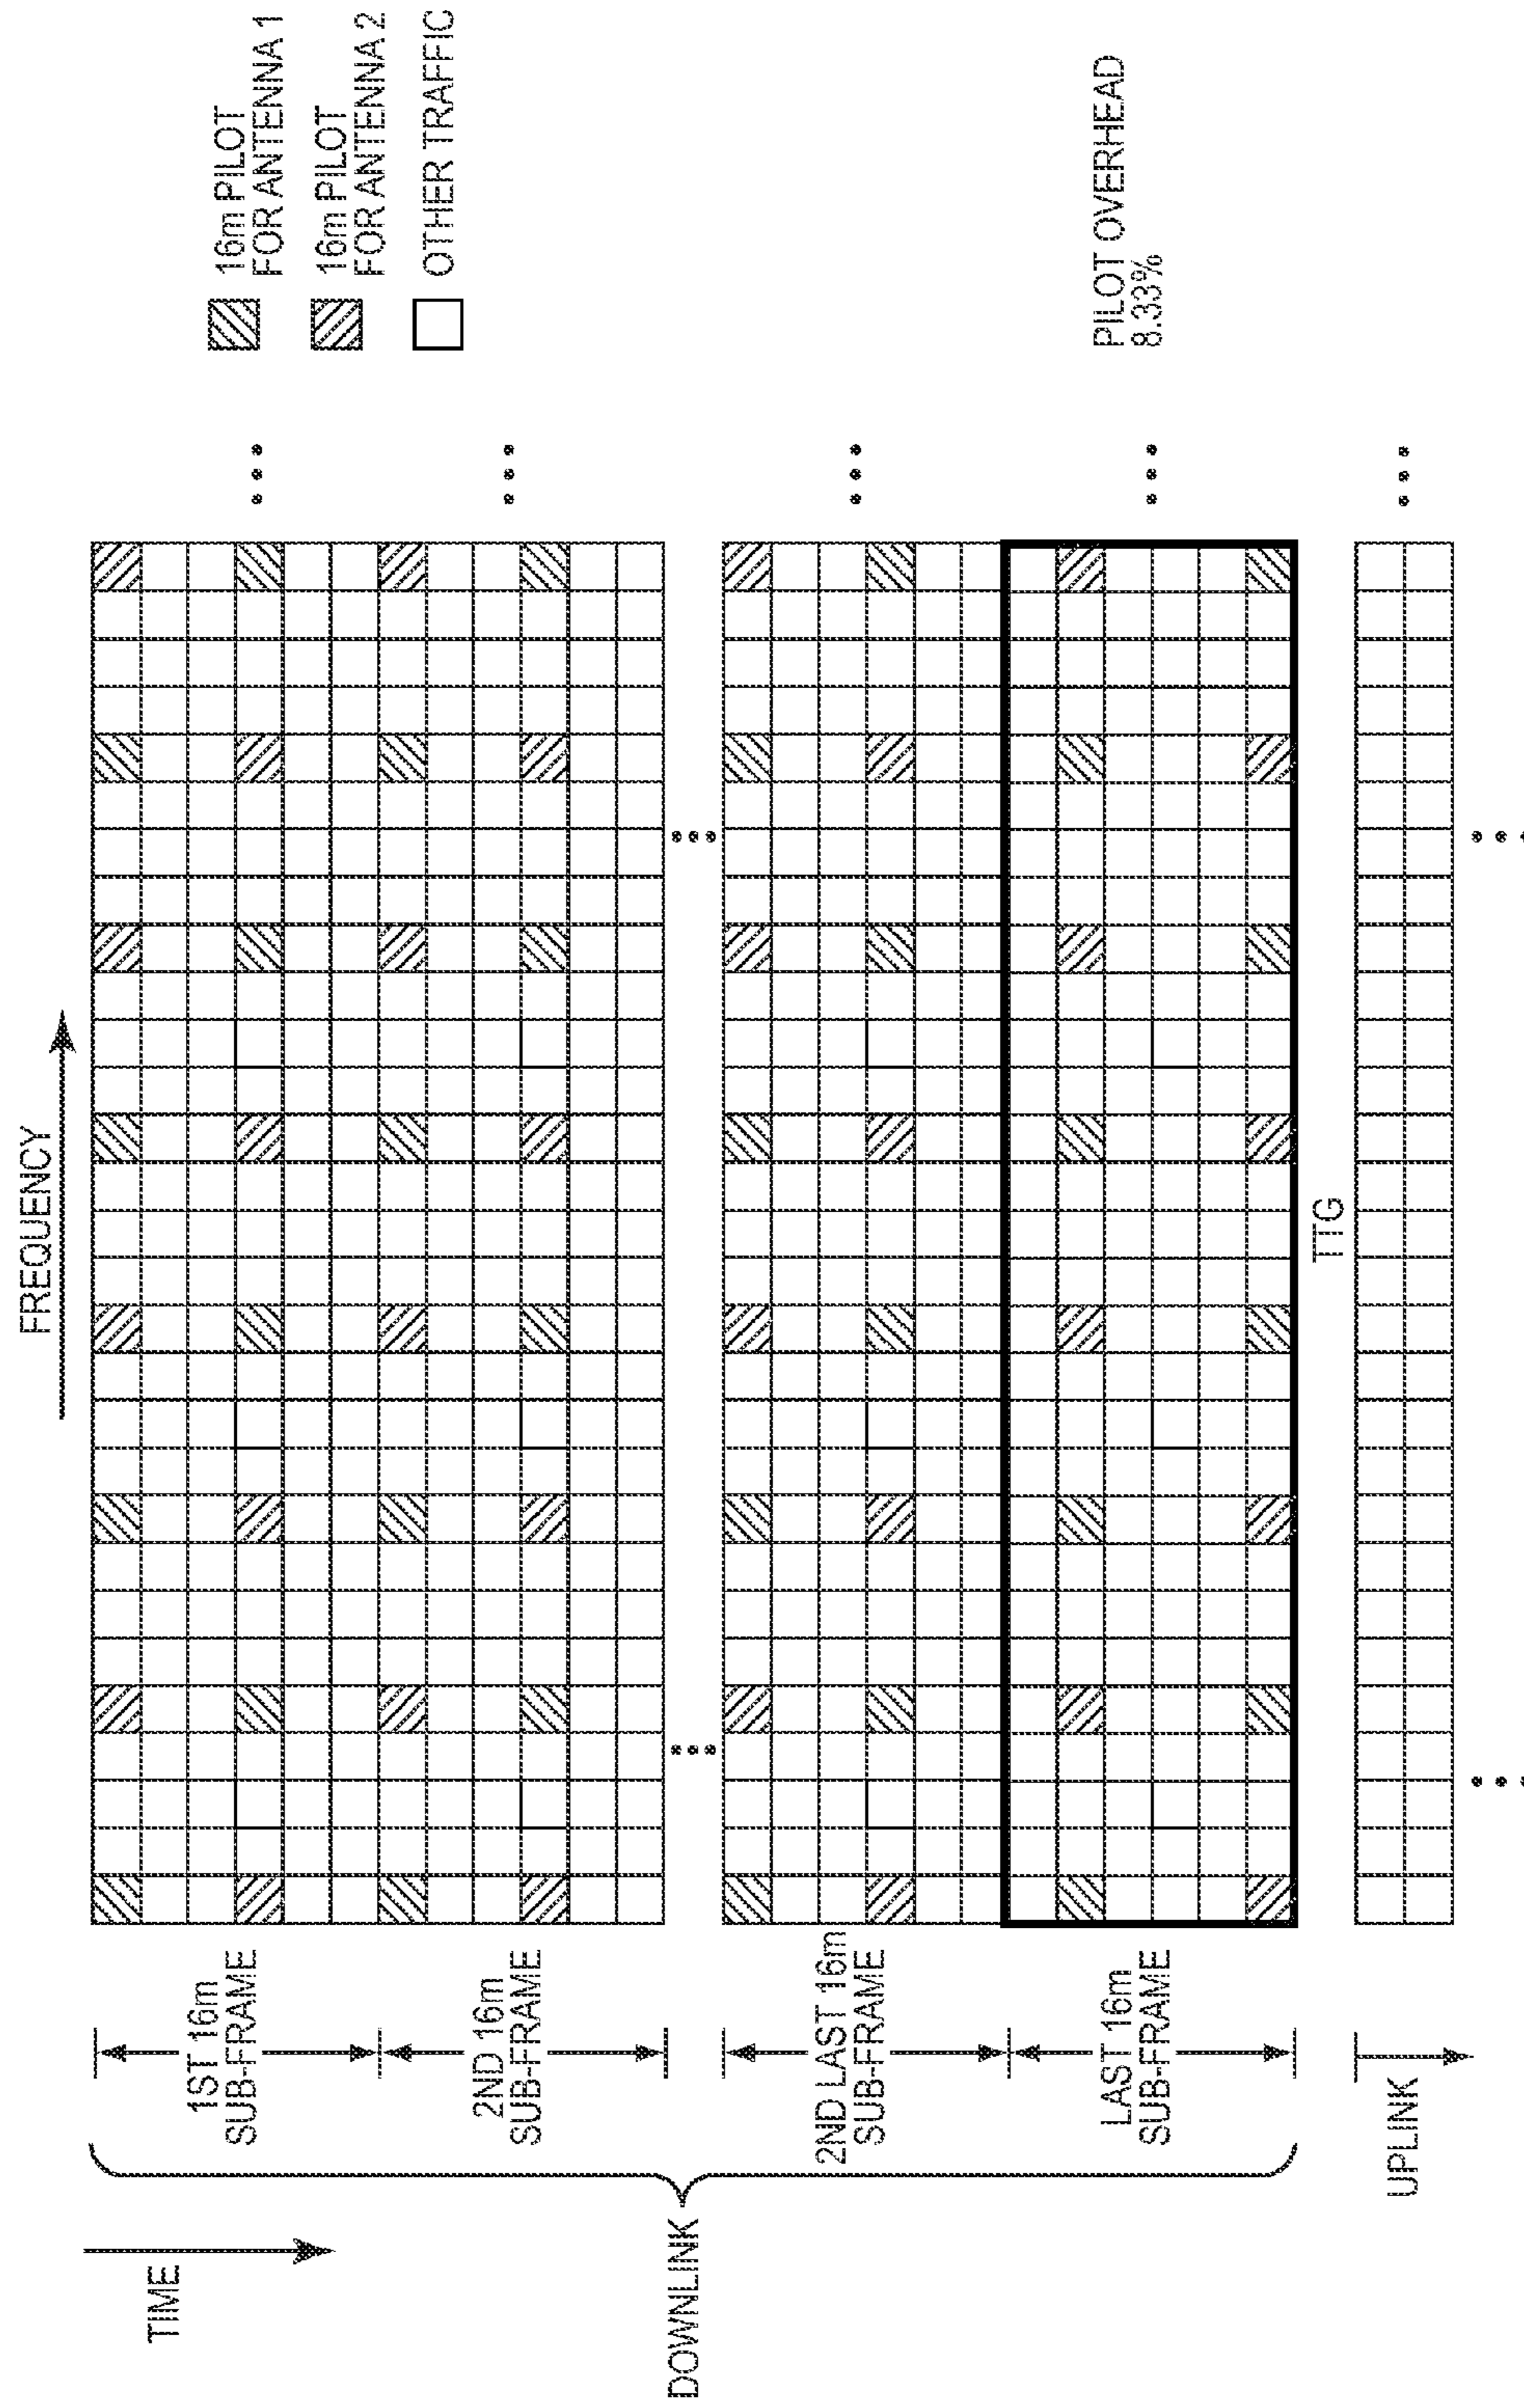 FREQUENCY
TIME
DOWNLINK
1ST 16m
SUB-FRAME
2ND 16m
SUB-FRAME
2ND LAST 16m
SUB-FRAME
LAST 16m
SUB-FRAME
TTG
UPLINK
16m PILOT
FOR ANTENNA 1
16m PILOT
FOR ANTENNA 2
OTHER TRAFFIC
PILOT OVERHEAD
8.33%